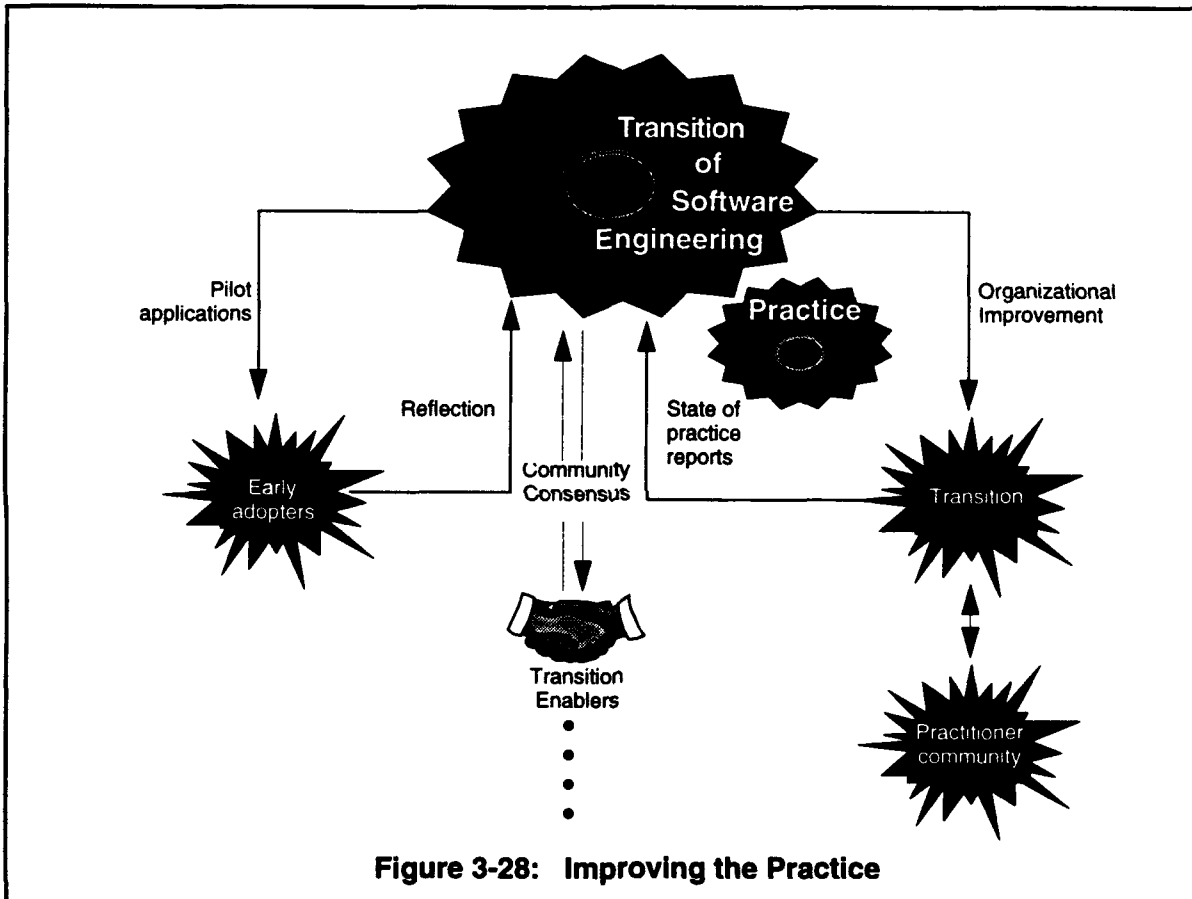 Transition
of
Software
Engineering
Practice
Pilot
applications
Organizational
Improvement
Reflection
State of
practice
reports
Community
Consensus
Early
adopters
Transition
Transition
Enablers
Practitioner
community
Figure 3-28: Improving the Practice